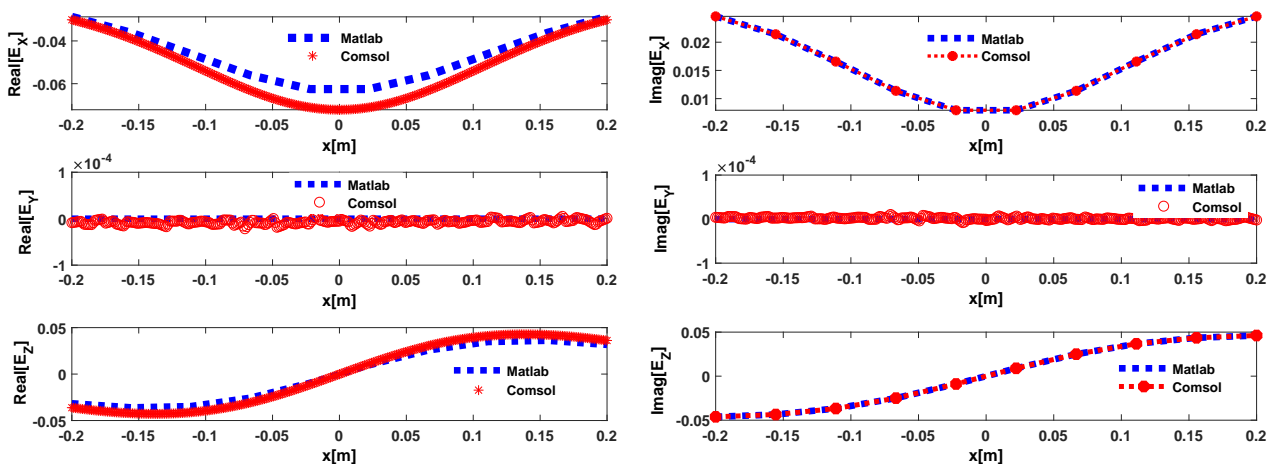 Real[E_X]
-0.04
-0.06
Matlab
Comsol
-0.2 -0.15 -0.1 -0.05 0 0.05 0.1 0.15 0.2
x[m]
Imag[E_X]
0.02
0.015
0.01
Matlab
Comsol
-0.2 -0.15 -0.1 -0.05 0 0.05 0.1 0.15 0.2
x[m]
×10^-4
Real[E_Y]
1
0
-1
Matlab
Comsol
-0.2 -0.15 -0.1 -0.05 0 0.05 0.1 0.15 0.2
x[m]
×10^-4
Imag[E_Y]
1
0
-1
Matlab
Comsol
-0.2 -0.15 -0.1 -0.05 0 0.05 0.1 0.15 0.2
x[m]
Real[E_Z]
0.05
0
-0.05
Matlab
Comsol
-0.2 -0.15 -0.1 -0.05 0 0.05 0.1 0.15 0.2
x[m]
Imag[E_Z]
0.05
0
-0.05
Matlab
Comsol
-0.2 -0.15 -0.1 -0.05 0 0.05 0.1 0.15 0.2
x[m]